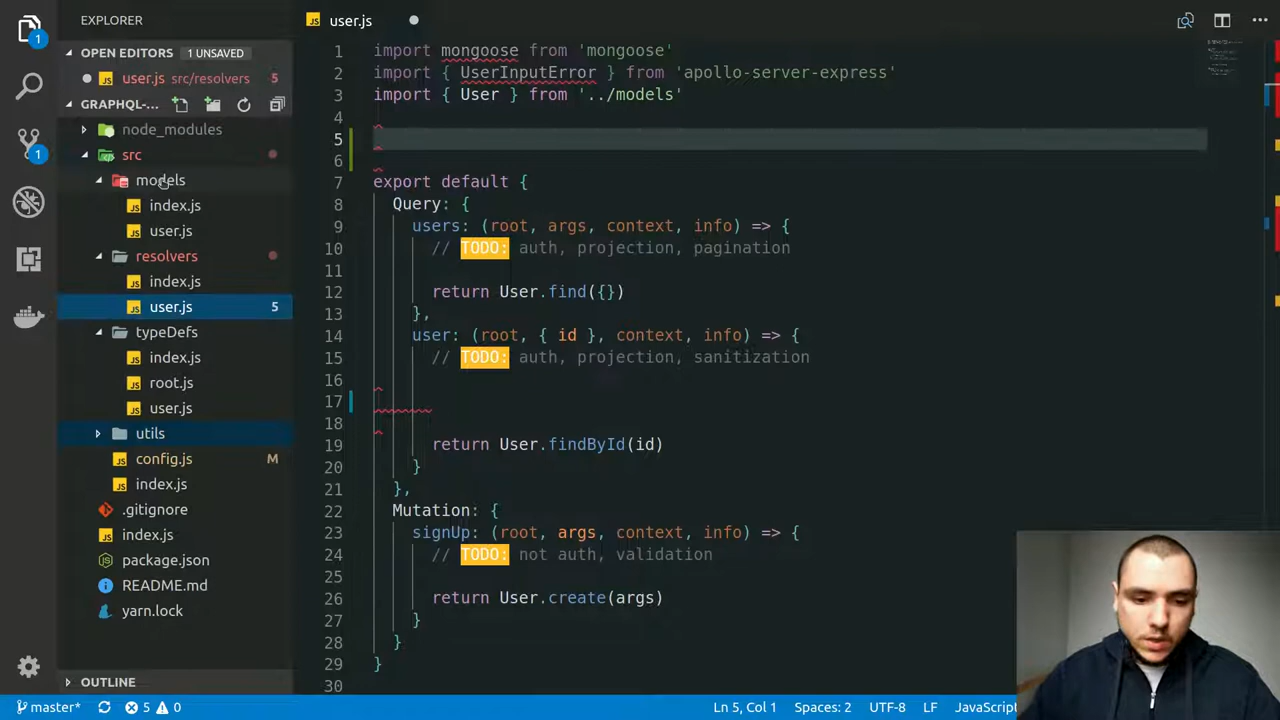 EXPLORER
OPEN EDITORS 1 UNSAVED
user.js src/resolvers 5
GRAPHQL-...
node_modules
src
models
index.js
user.js
resolvers
index.js
user.js 5
typeDefs
index.js
root.js
user.js
utils
config.js M
index.js
.gitignore
index.js
package.json
README.md
yarn.lock
OUTLINE
1
1
user.js
1 import mongoose from 'mongoose'
2 import { UserInputError } from 'apollo-server-express'
3 import { User } from '../models'
4
5
6
7 export default {
8 Query: {
9 users: (root, args, context, info) => {
10 // TODO: auth, projection, pagination
11
12 return User.find({})
13 },
14 user: (root, { id }, context, info) => {
15 // TODO: auth, projection, sanitization
16
17
18
19 return User.findById(id)
20 }
21 },
22 Mutation: {
23 signUp: (root, args, context, info) => {
24 // TODO: not auth, validation
25
26 return User.create(args)
27 }
28 }
29 }
30
master* 5 0 Ln 5, Col 1 Spaces: 2 UTF-8 LF JavaScript